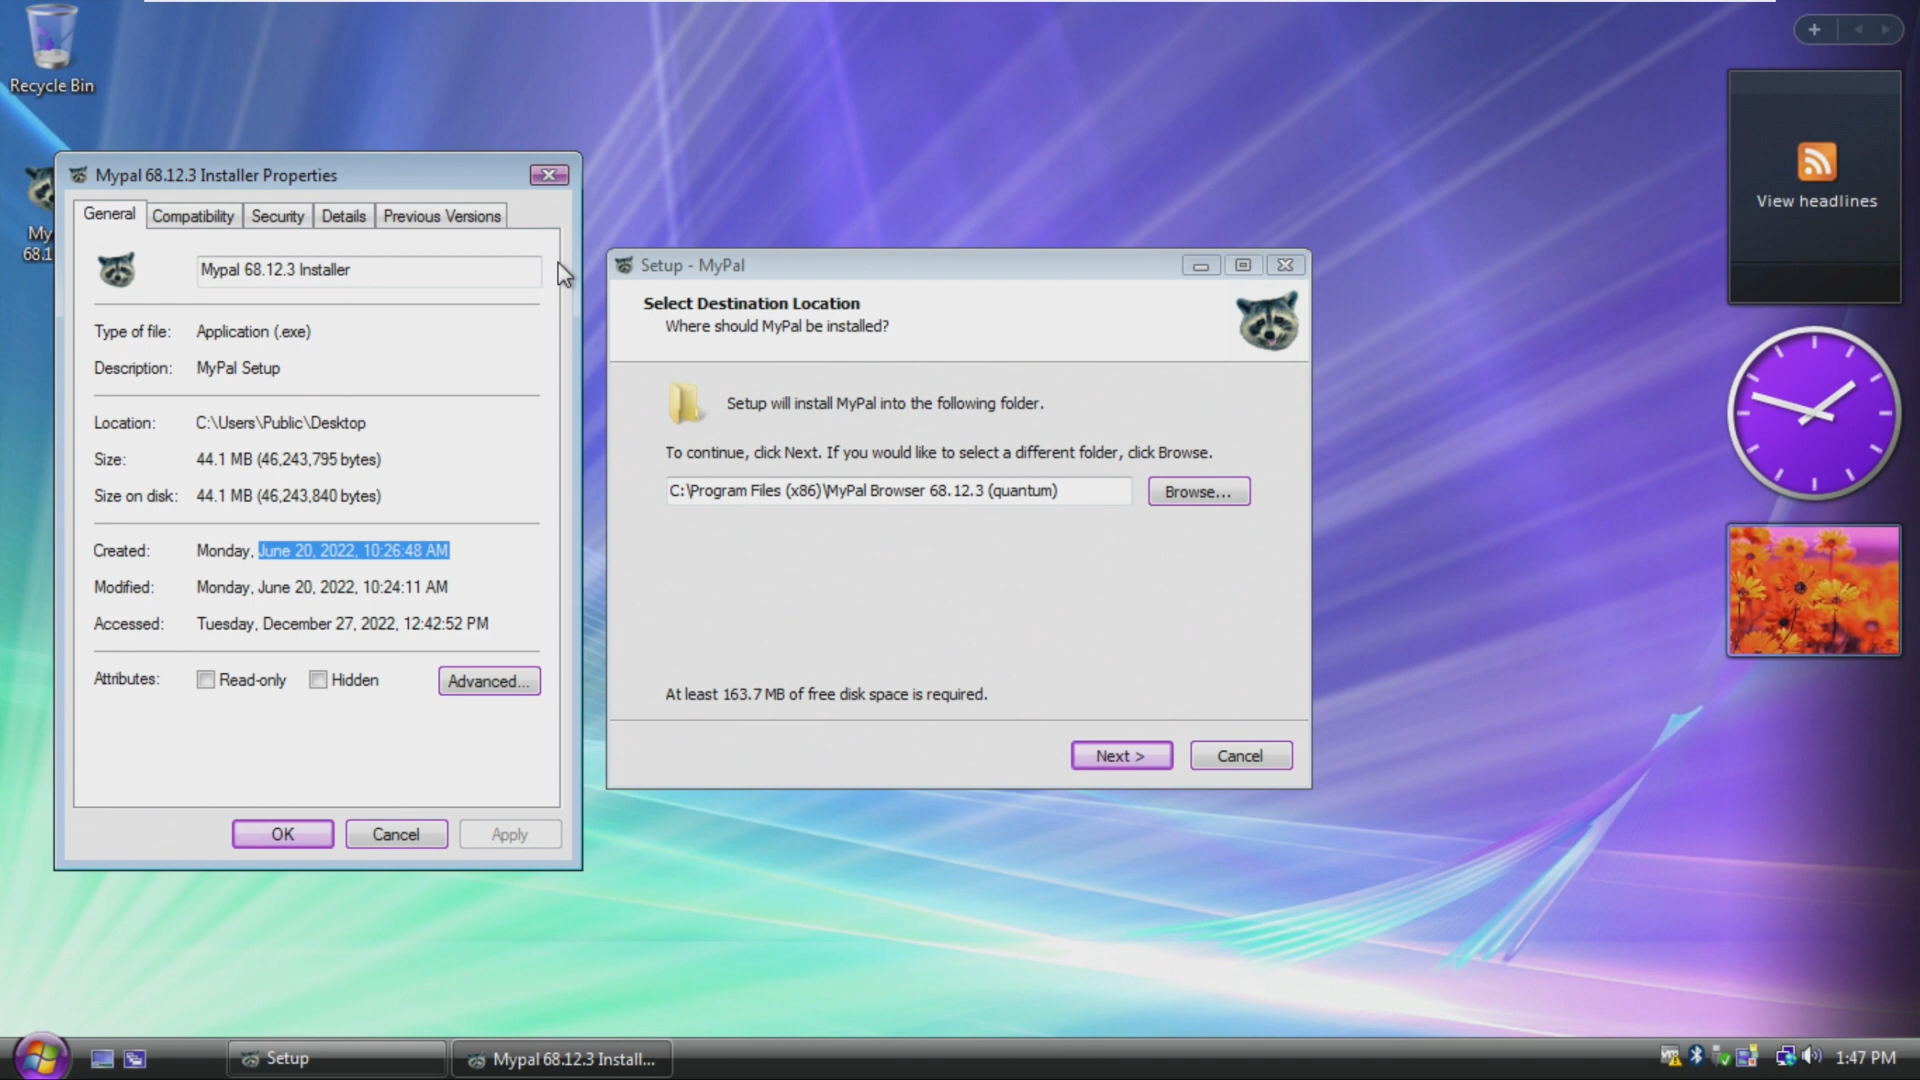 Recycle Bin
My
68.1
Mypal 68.12.3 Installer Properties
General
Compatibility
Security
Details
Previous Versions
Mypal 68.12.3 Installer
Type of file: Application (.exe)
Description: MyPal Setup
Location: C:\Users\Public\Desktop
Size: 44.1 MB (46,243,795 bytes)
Size on disk: 44.1 MB (46,243,840 bytes)
Created: Monday, June 20, 2022, 10:26:48 AM
Modified: Monday, June 20, 2022, 10:24:11 AM
Accessed: Tuesday, December 27, 2022, 12:42:52 PM
Attributes: Read-only Hidden Advanced...
OK Cancel Apply
Setup - MyPal
Select Destination Location
Where should MyPal be installed?
Setup will install MyPal into the following folder.
To continue, click Next. If you would like to select a different folder, click Browse.
C:\Program Files (x86)\MyPal Browser 68.12.3 (quantum) Browse...
At least 163.7 MB of free disk space is required.
Next > Cancel
View headlines
Setup
Mypal 68.12.3 Install...
1:47 PM